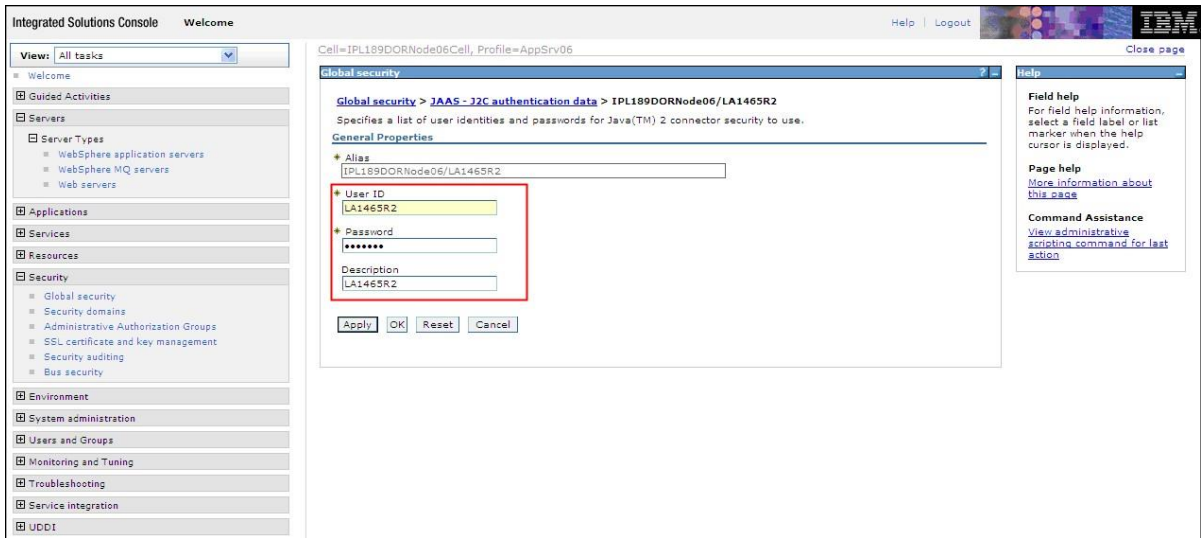 Integrated Solutions Console Welcome
Help | Logout
IBM
View: All tasks
Welcome
Guided Activities
Servers
Server Types
WebSphere application servers
WebSphere MQ servers
Web servers
Applications
Services
Resources
Security
Global security
Security domains
Administrative Authorization Groups
SSL certificate and key management
Security auditing
Bus security
Environment
System administration
Users and Groups
Monitoring and Tuning
Troubleshooting
Service integration
UDDI
Cell=IPL189DORNode06Cell, Profile=AppSrv06
Close page
Global security ? -
Global security > JAAS - J2C authentication data > IPL189DORNode06/LA1465R2
Specifies a list of user identities and passwords for Java(TM) 2 connector security to use.
General Properties
Alias
IPL189DORNode06/LA1465R2
User ID
LA1465R2
Password
•••••••
Description
LA1465R2
Apply OK Reset Cancel
Help -
Field help
For field help information,
select a field label or list
marker when the help
cursor is displayed.
Page help
More information about
this page
Command Assistance
View administrative
scripting command for last
action